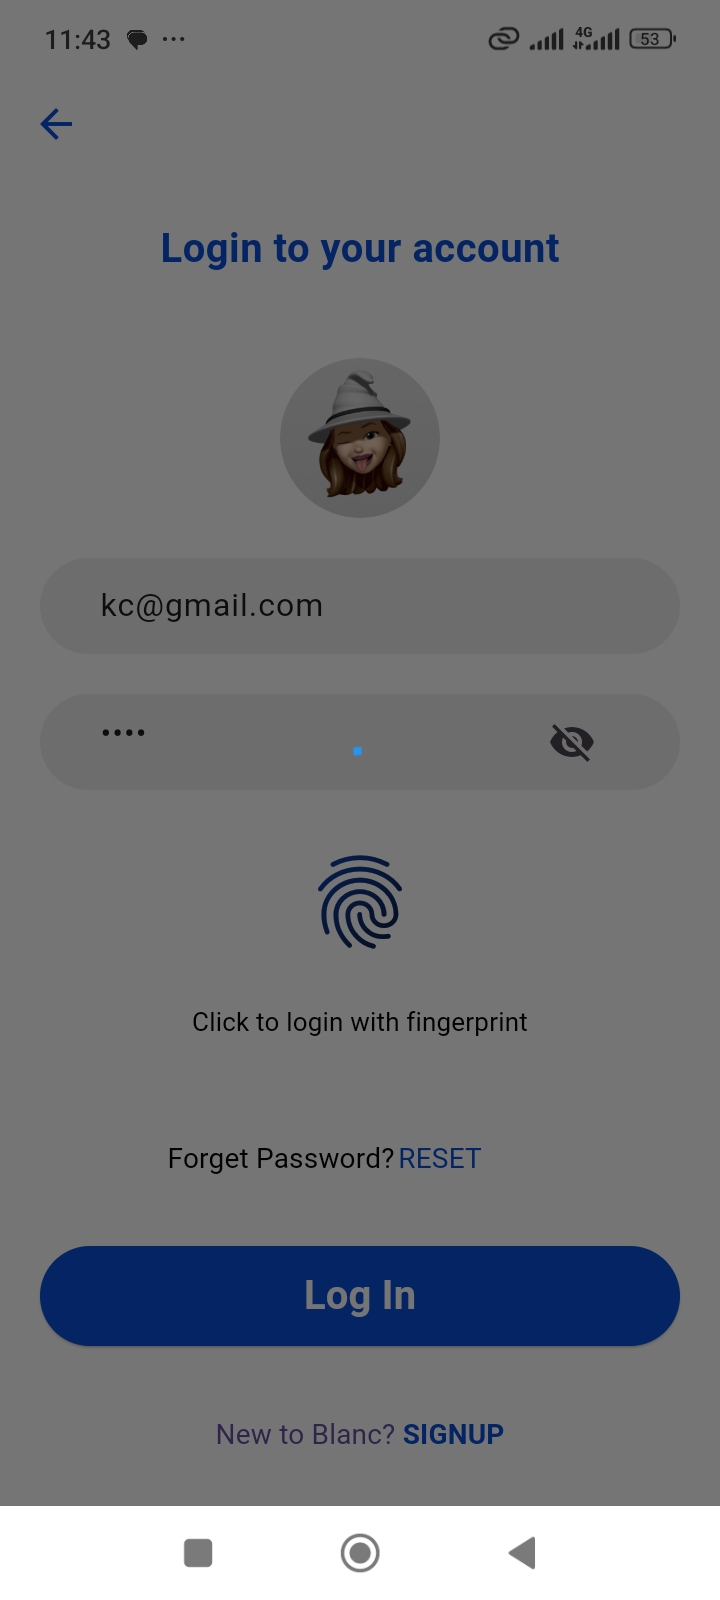 11:43
4G
53
Login to your account
kc@gmail.com
••••
Click to login with fingerprint
Forget Password? RESET
Log In
New to Blanc? SIGNUP